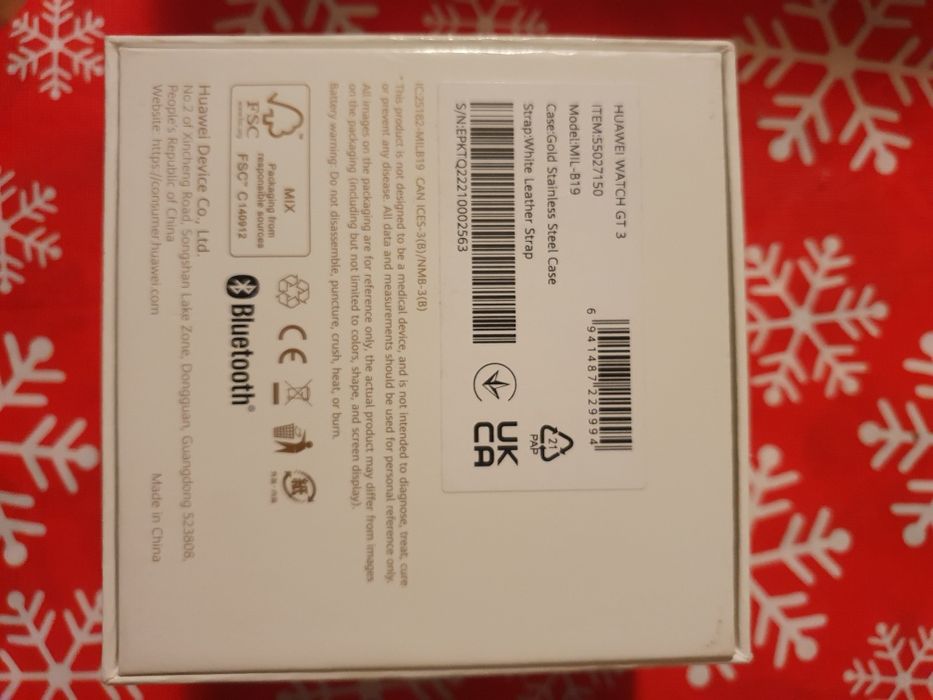 HUAWEI WATCH GT 3
ITEM:55027150
Model:MIL-B19
Case:Gold Stainless Steel Case
Strap:White Leather Strap
S/N:EPKTQ22210002563
6 941487 229994
21
PAP
UK
CA
IC:25582-MILB19 CAN ICES-3(B)/NMB-3(B)
* This product is not designed to be a medical device, and is not intended to diagnose, treat, cure
or prevent any disease. All data and measurements should be used for personal reference only.
All images on the packaging are for reference only, the actual product may differ from images
on the packaging (including but not limited to colors, shape, and screen display).
Battery warning: Do not disassemble, puncture, crush, heat, or burn.
FSC
www.fsc.org
MIX
Packaging from
responsible sources
FSC™ C140912
CE
紙
Bluetooth®
Huawei Device Co., Ltd.
No.2 of Xincheng Road, Songshan Lake Zone, Dongguan, Guangdong 523808,
People's Republic of China
Website: https://consumer.huawei.com
Made in China